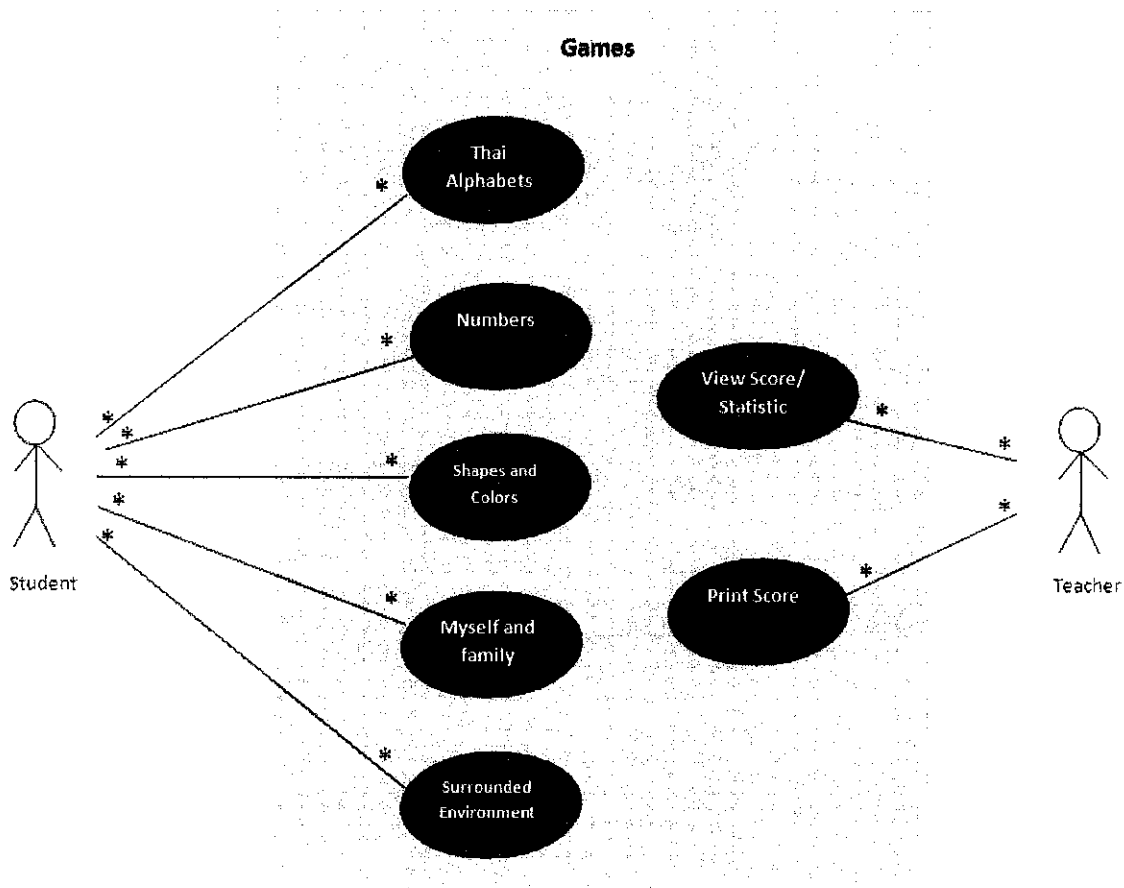 Games
Thai
Alphabets
*
*
Numbers
*
*
Shapes and
Colors
*
*
Myself and
family
*
*
Surrounded
Environment
*
*
Student
View Score/
Statistic
*
*
Print Score
*
*
Teacher